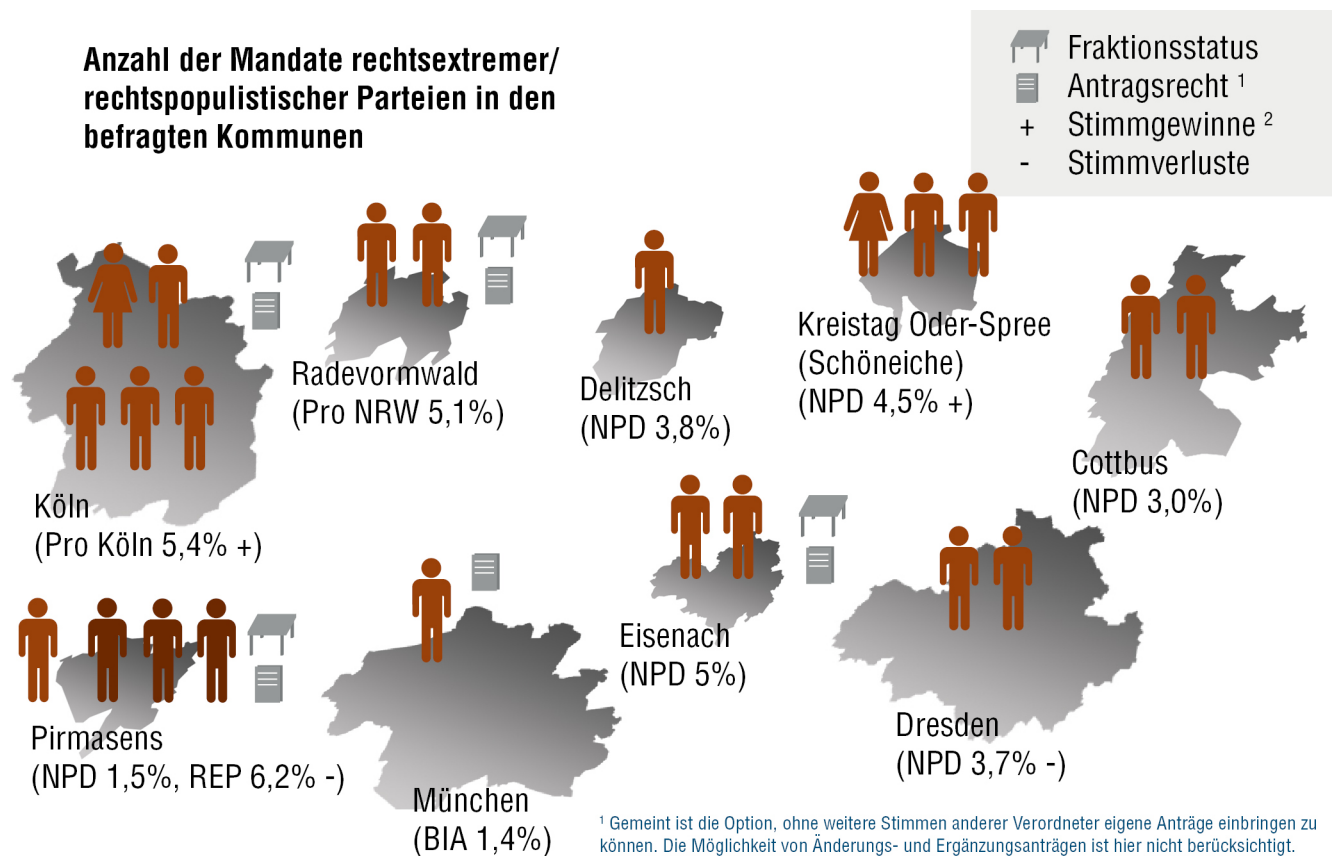 Anzahl der Mandate rechtsextremer/
rechtspopulistischer Parteien in den
befragten Kommunen
Fraktionsstatus
Antragsrecht ¹
+ Stimmgewinne ²
- Stimmverluste
Köln
(Pro Köln 5,4% +)
Radevormwald
(Pro NRW 5,1%)
Delitzsch
(NPD 3,8%)
Kreistag Oder-Spree
(Schöneiche)
(NPD 4,5% +)
Cottbus
(NPD 3,0%)
Pirmasens
(NPD 1,5%, REP 6,2% -)
München
(BIA 1,4%)
Eisenach
(NPD 5%)
Dresden
(NPD 3,7% -)
¹ Gemeint ist die Option, ohne weitere Stimmen anderer Verordneter eigene Anträge einbringen zu
können. Die Möglichkeit von Änderungs- und Ergänzungsanträgen ist hier nicht berücksichtigt.